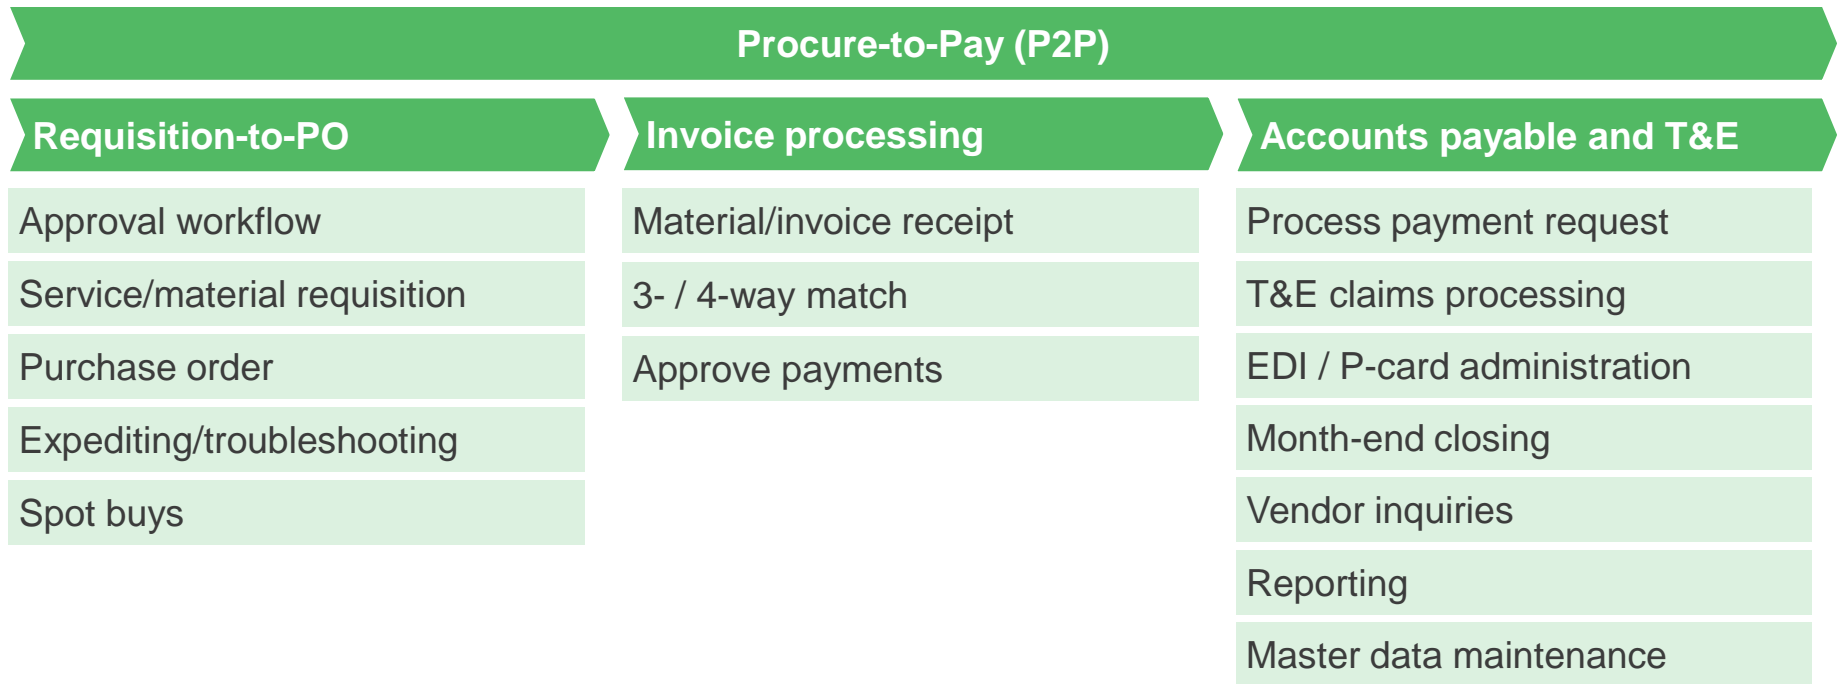 Procure-to-Pay (P2P)
Requisition-to-PO
Approval workflow
Service/material requisition
Purchase order
Expediting/troubleshooting
Spot buys
Invoice processing
Material/invoice receipt
3- / 4-way match
Approve payments
Accounts payable and T&E
Process payment request
T&E claims processing
EDI / P-card administration
Month-end closing
Vendor inquiries
Reporting
Master data maintenance